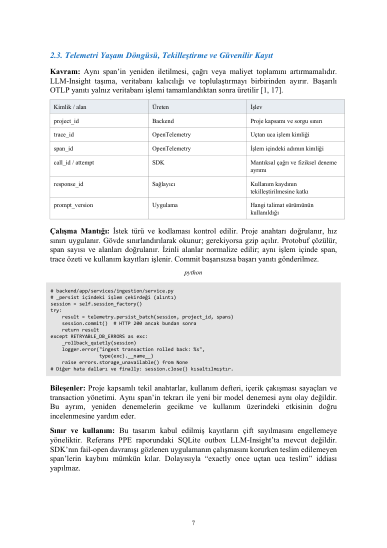 2.3. Telemetri Yaşam Döngüsü, Tekilleştirme ve Güvenilir Kayıt
Kavram: Aynı span'in yeniden iletilmesi, çağrı veya maliyet toplamını artırmamalıdır.
LLM-Insight taşıma, veritabanı kalıcılığı ve toplulaştırmayı birbirinden ayırır. Başarılı
OTLP yanıtı yalnız veritabanı işlemi tamamlandıktan sonra üretilir [1, 17].
Kimlik / alan Üreten İşlev
project_id Backend Proje kapsamı ve sorgu sınırı
trace_id OpenTelemetry Uçtan uca işlem kimliği
span_id OpenTelemetry İşlem içindeki adımın kimliği
call_id / attempt SDK Mantıksal çağrı ve fiziksel deneme
ayrımı
response_id Sağlayıcı Kullanım kaydının
tekilleştirilmesine katkı
prompt_version Uygulama Hangi talimat sürümünün
kullanıldığı
Çalışma Mantığı: İstek türü ve kodlaması kontrol edilir. Proje anahtarı doğrulanır, hız
sınırı uygulanır. Gövde sınırlandırılarak okunur; gerekiyorsa gzip açılır. Protobuf çözülür,
span sayısı ve alanları doğrulanır. İzinli alanlar normalize edilir; aynı işlem içinde span,
trace özeti ve kullanım kayıtları işlenir. Commit başarısızsa başarı yanıtı gönderilmez.
python
# backend/app/services/ingestion/service.py
# _persist içindeki işlem çekirdeği (alıntı)
session = self.session_factory()
try:
result = telemetry.persist_batch(session, project_id, spans)
session.commit() # HTTP 200 ancak bundan sonra
return result
except RETRYABLE_DB_ERRORS as exc:
_rollback_quietly(session)
logger.error("ingest transaction rolled back: %s",
type(exc).__name__)
raise errors.storage_unavailable() from None
# Diğer hata dalları ve finally: session.close() kısaltılmıştır.
Bileşenler: Proje kapsamlı tekil anahtarlar, kullanım defteri, içerik çakışması sayaçları ve
transaction yönetimi. Aynı span'in tekrarı ile yeni bir model denemesi aynı olay değildir.
Bu ayrım, yeniden denemelerin gecikme ve kullanım üzerindeki etkisinin doğru
incelenmesine yardım eder.
Sınır ve kullanım: Bu tasarım kabul edilmiş kayıtların çift sayılmasını engellemeye
yöneliktir. Referans PPE raporundaki SQLite outbox LLM-Insight'ta mevcut değildir.
SDK'nın fail-open davranışı gözlenen uygulamanın çalışmasını korurken teslim edilemeyen
span'lerin kaybını mümkün kılar. Dolayısıyla "exactly once uçtan uca teslim" iddiası
yapılmaz.
7